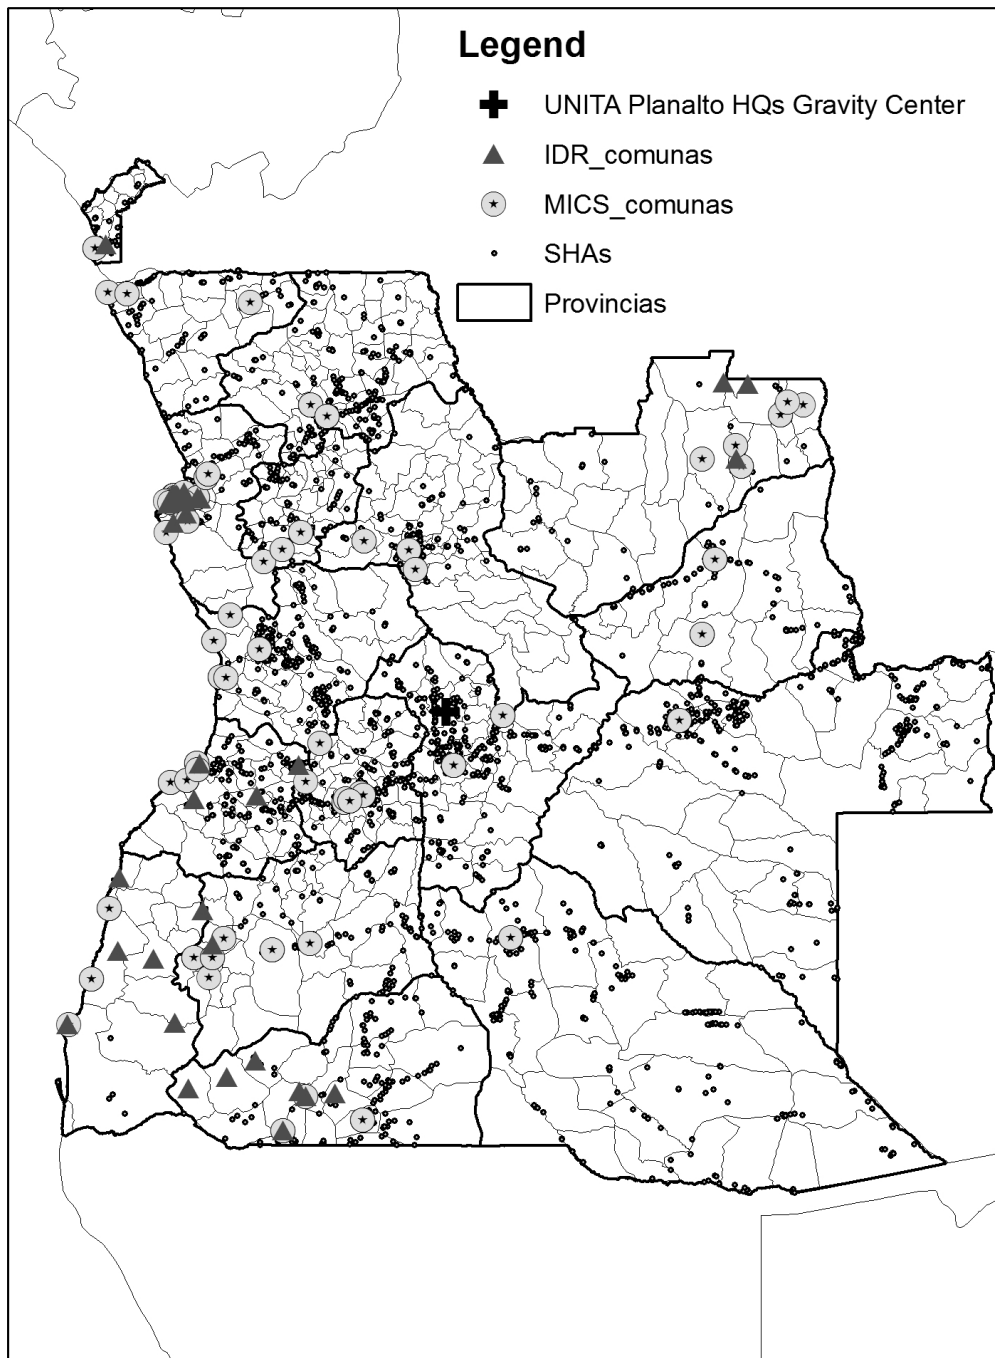 Legend
UNITA Planalto HQs Gravity Center
IDR_comunas
MICS_comunas
SHAs
Provincias